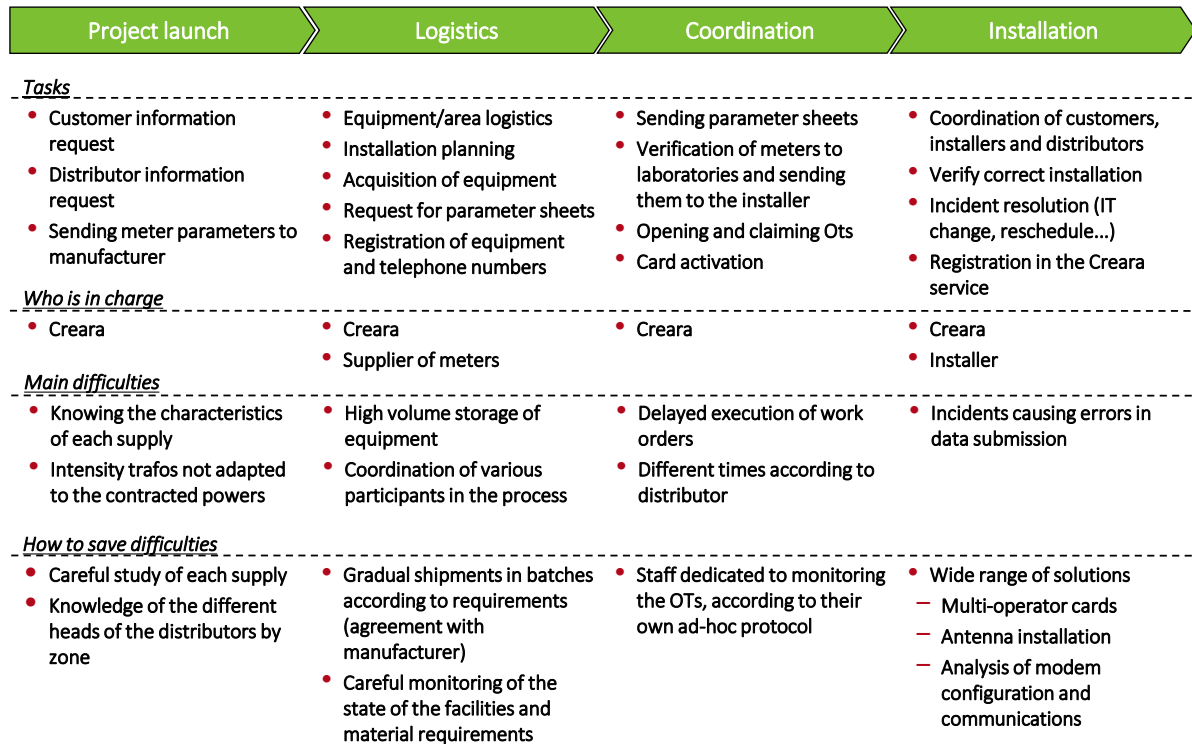 Project launch
Logistics
Coordination
Installation
Tasks
• Customer information
request
• Distributor information
request
• Sending meter parameters to
manufacturer
• Equipment/area logistics
• Installation planning
• Acquisition of equipment
• Request for parameter sheets
• Registration of equipment
and telephone numbers
• Sending parameter sheets
• Verification of meters to
laboratories and sending
them to the installer
• Opening and claiming Ots
• Card activation
• Coordination of customers,
installers and distributors
• Verify correct installation
• Incident resolution (IT
change, reschedule...)
• Registration in the Creara
service
Who is in charge
• Creara
• Creara
• Supplier of meters
• Creara
• Creara
• Installer
Main difficulties
• Knowing the characteristics
of each supply
• Intensity trafos not adapted
to the contracted powers
• High volume storage of
equipment
• Coordination of various
participants in the process
• Delayed execution of work
orders
• Different times according to
distributor
• Incidents causing errors in
data submission
How to save difficulties
• Careful study of each supply
• Knowledge of the different
heads of the distributors by
zone
• Gradual shipments in batches
according to requirements
(agreement with
manufacturer)
• Careful monitoring of the
state of the facilities and
material requirements
• Staff dedicated to monitoring
the OTs, according to their
own ad-hoc protocol
• Wide range of solutions
– Multi-operator cards
– Antenna installation
– Analysis of modem
configuration and
communications